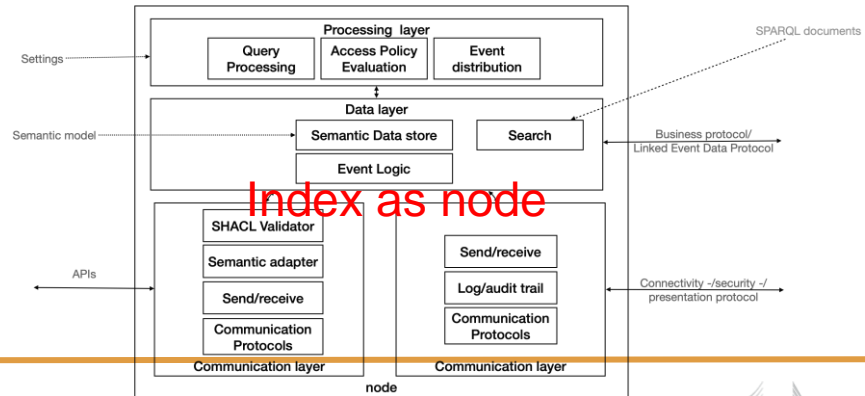 Processing layer
Settings
Query
Processing
Access Policy
Evaluation
Event
distribution
SPARQL documents
Data layer
Semantic model
Semantic Data store
Search
Event Logic
Business protocol/
Linked Event Data Protocol
Index as node
SHACL Validator
Semantic adapter
Send/receive
Communication
Protocols
Communication layer
APIs
Send/receive
Log/audit trail
Communication
Protocols
Communication layer
Connectivity -/security -/
presentation protocol
node